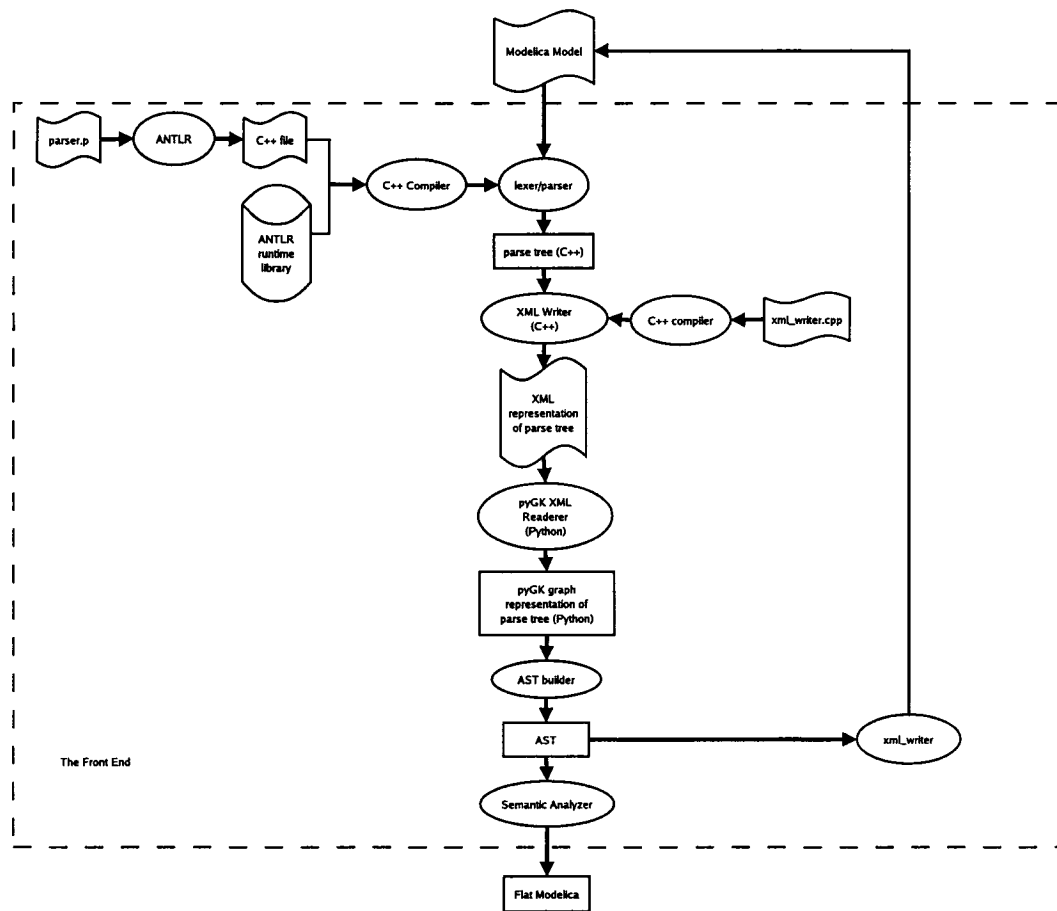 Modelica Model
parser.p
ANTLR
C++ file
C++ Compiler
lexer/parser
ANTLR
runtime
library
parse tree (C++)
XML Writer
(C++)
C++ compiler
xml_writer.cpp
XML
representation
of parse tree
pyGK XML
Readerer
(Python)
pyGK graph
representation of
parse tree (Python)
AST builder
AST
xml_writer
The Front End
Semantic Analyzer
Flat Modelica